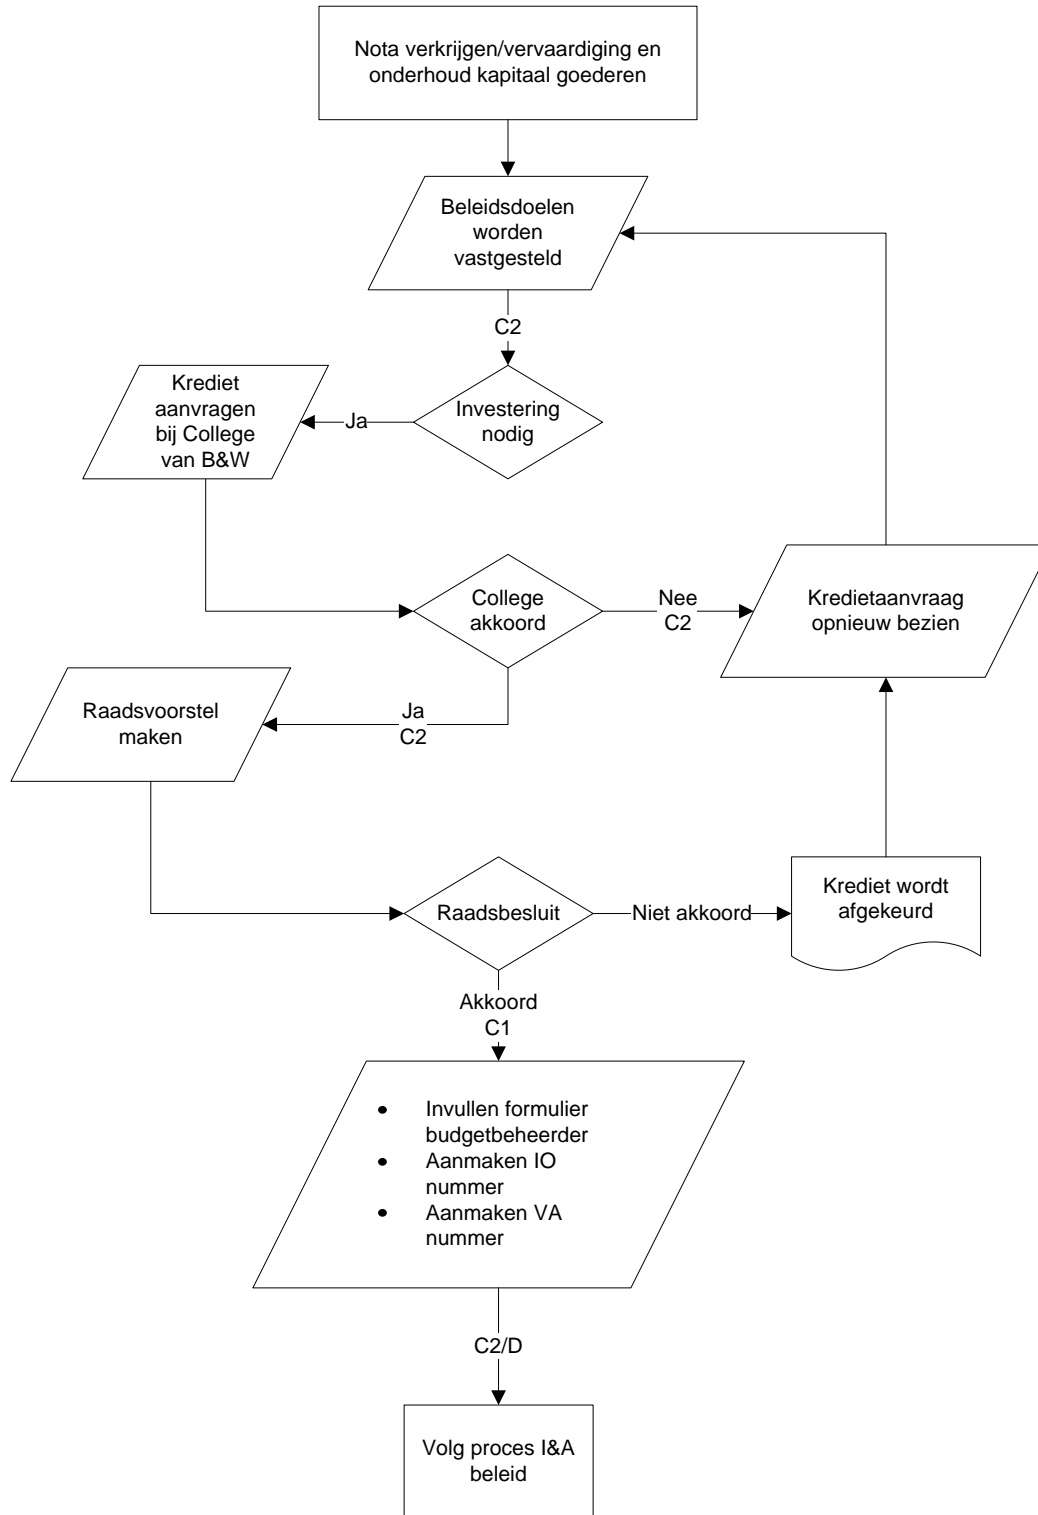 Nota verkrijgen/vervaardiging en
onderhoud kapitaal goederen
Beleidsdoelen
worden
vastgesteld
C2
Investering
nodig
Ja
Krediet
aanvragen
bij College
van B&W
College
akkoord
Nee
C2
Kredietaanvraag
opnieuw bezien
Ja
C2
Raadsvoorstel
maken
Raadsbesluit
Niet akkoord
Krediet wordt
afgekeurd
Akkoord
C1
• Invullen formulier
budgetbeheerder
• Aanmaken IO
nummer
• Aanmaken VA
nummer
C2/D
Volg proces I&A
beleid